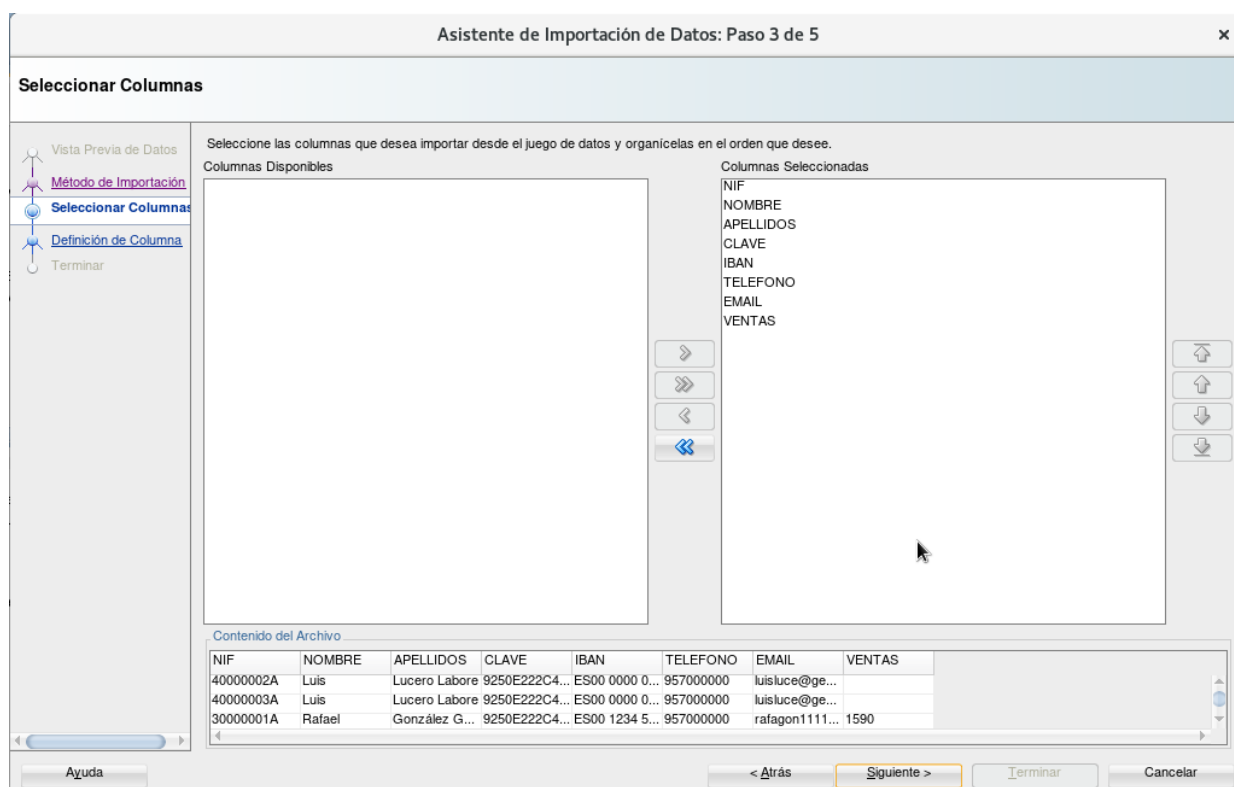 Asistente de Importación de Datos: Paso 3 de 5
Seleccionar Columnas
Vista Previa de Datos
Método de Importación
Seleccionar Columnas
Definición de Columna
Terminar
Seleccione las columnas que desea importar desde el juego de datos y organícelas en el orden que desee.
Columnas Disponibles
Columnas Seleccionadas
NIF
NOMBRE
APELLIDOS
CLAVE
IBAN
TELEFONO
EMAIL
VENTAS
Contenido del Archivo
NIF NOMBRE APELLIDOS CLAVE IBAN TELEFONO EMAIL VENTAS
40000002A Luis Lucero Labore 9250E222C4... ES00 0000 0... 957000000 luisluce@ge...
40000003A Luis Lucero Labore 9250E222C4... ES00 0000 0... 957000000 luisluce@ge...
30000001A Rafael González G... 9250E222C4... ES00 1234 5... 957000000 rafagon1111... 1590
Ayuda < Atrás Siguiente > Terminar Cancelar